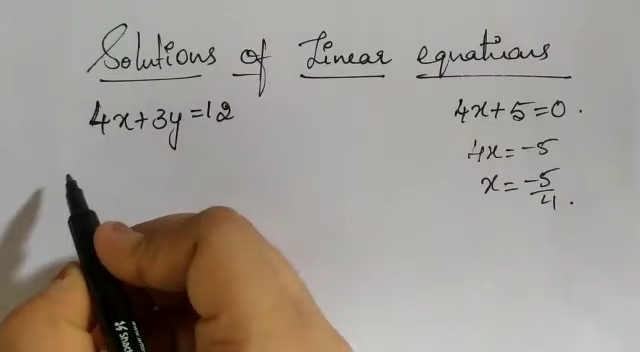 Solutions of Linear equations
4x+3y=12
4x+5=0.
4x=-5
x=-5/4.